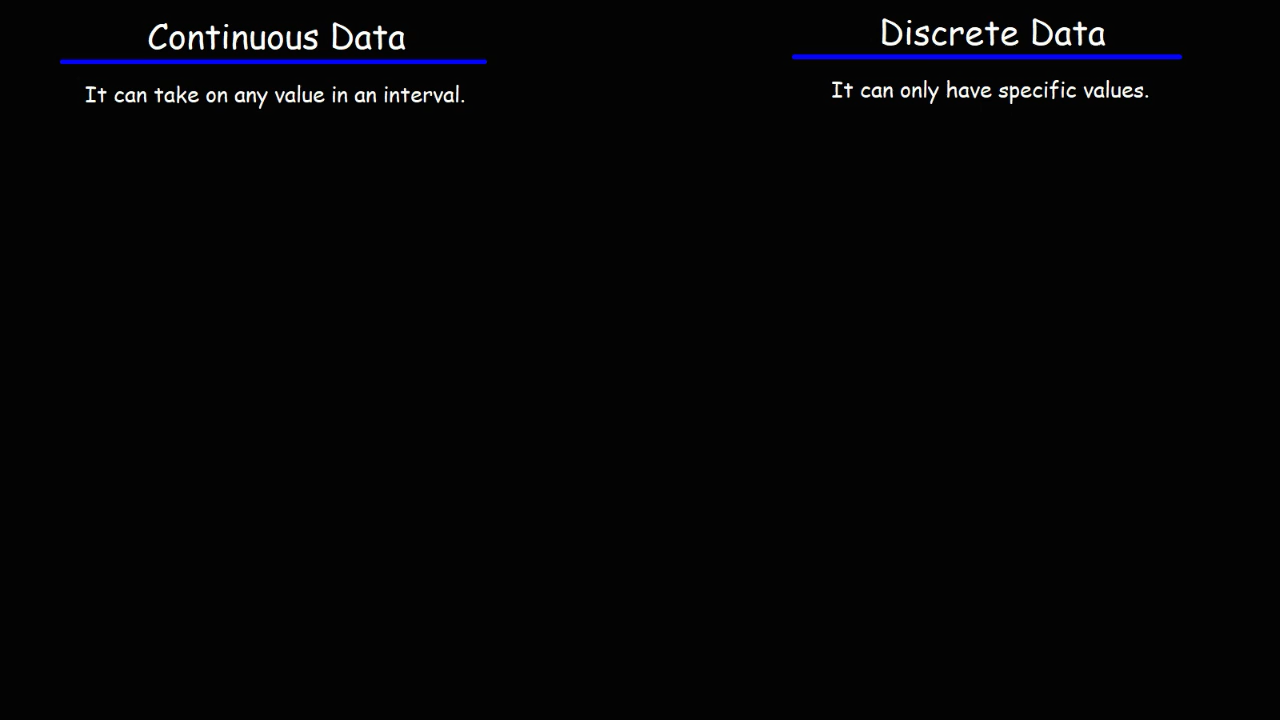 Continuous Data
It can take on any value in an interval.
Discrete Data
It can only have specific values.